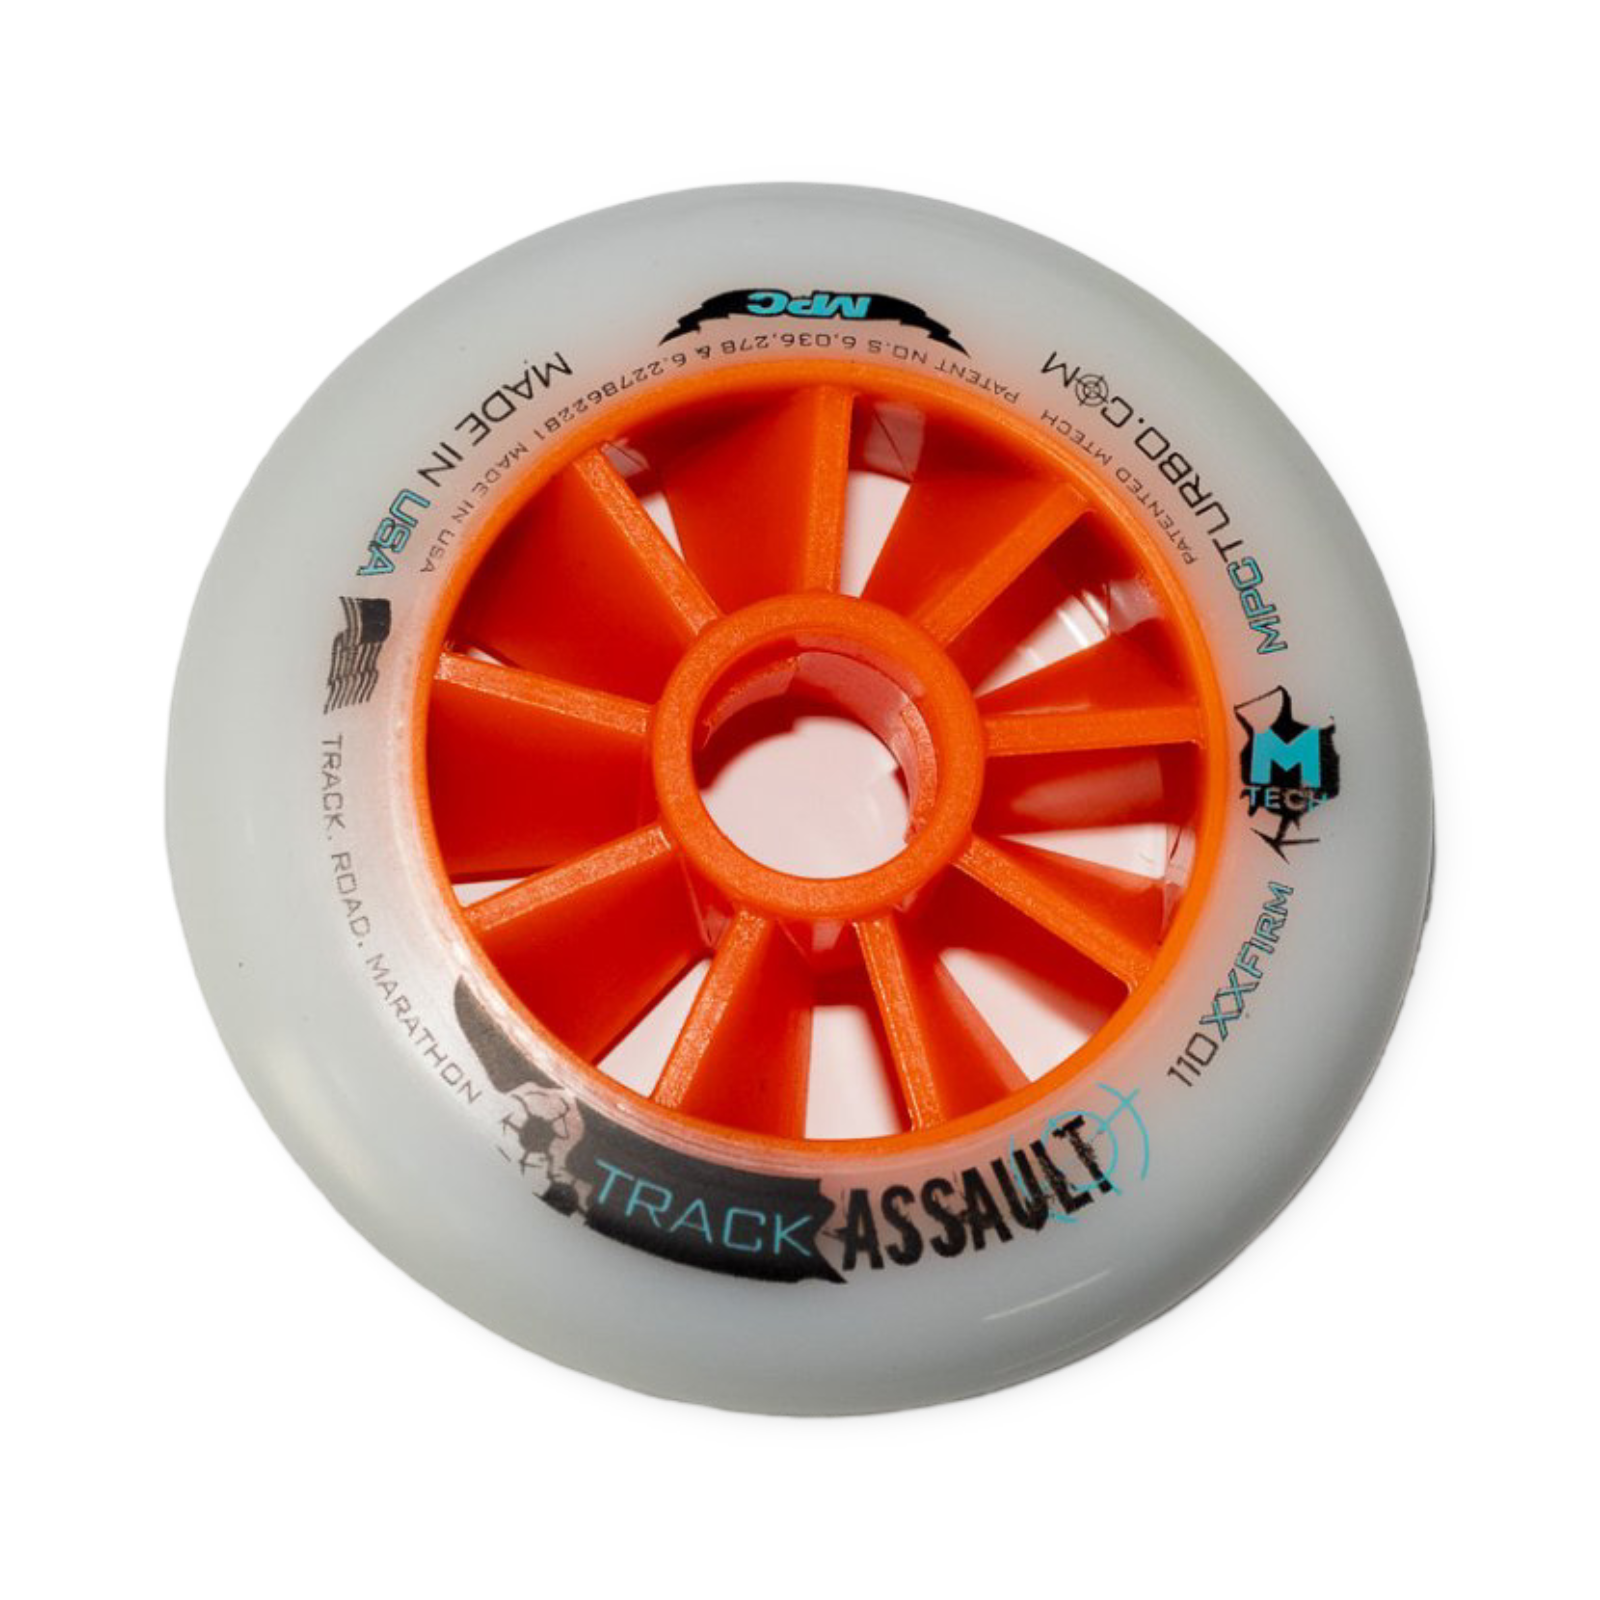 TRACK ASSAULT
110XXFIRM
M
TECH
MPCTURBO.COM
PATENTED MTECH
PATENT NO.S 6,036,278 & 6,227862281 MADE IN USA
MPC
MADE IN USA
TRACK. ROAD. MARATHON